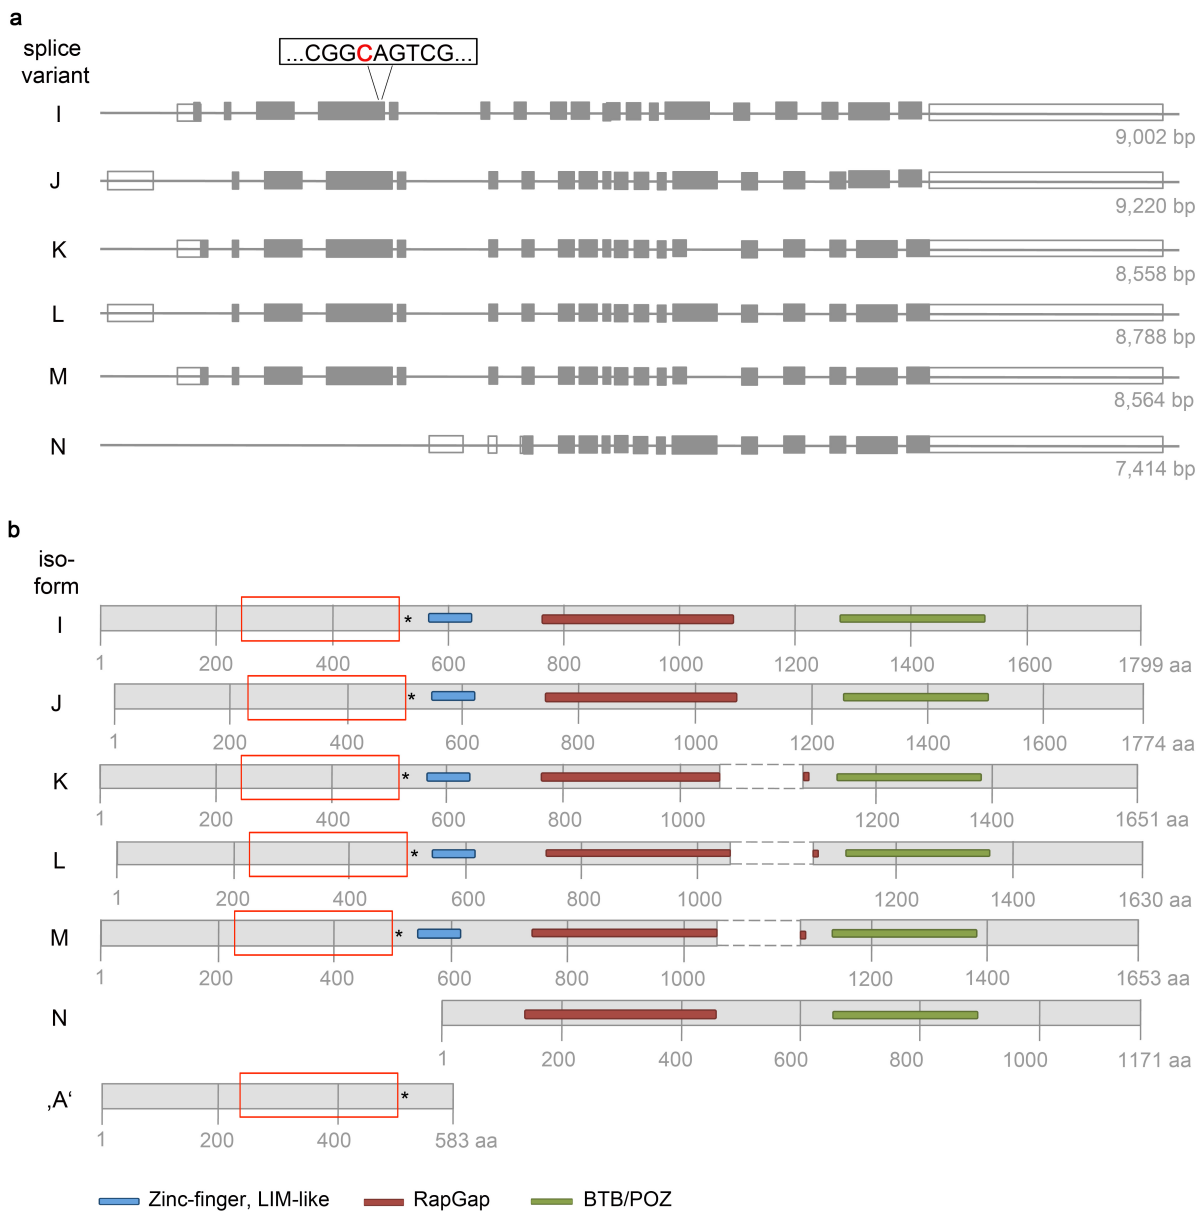 a
splice
variant
...CGGCAGTCG...
I
9,002 bp
J
9,220 bp
K
8,558 bp
L
8,788 bp
M
8,564 bp
N
7,414 bp
b
iso-
form
I
*
1 200 400 600 800 1000 1200 1400 1600 1799 aa
J
*
1 200 400 600 800 1000 1200 1400 1600 1774 aa
K
*
1 200 400 600 800 1000 1200 1400 1651 aa
L
*
1 200 400 600 800 1000 1200 1400 1630 aa
M
*
1 200 400 600 800 1000 1200 1400 1653 aa
N
1 200 400 600 800 1000 1171 aa
‚A‘
*
1 200 400 583 aa
Zinc-finger, LIM-like RapGap BTB/POZ